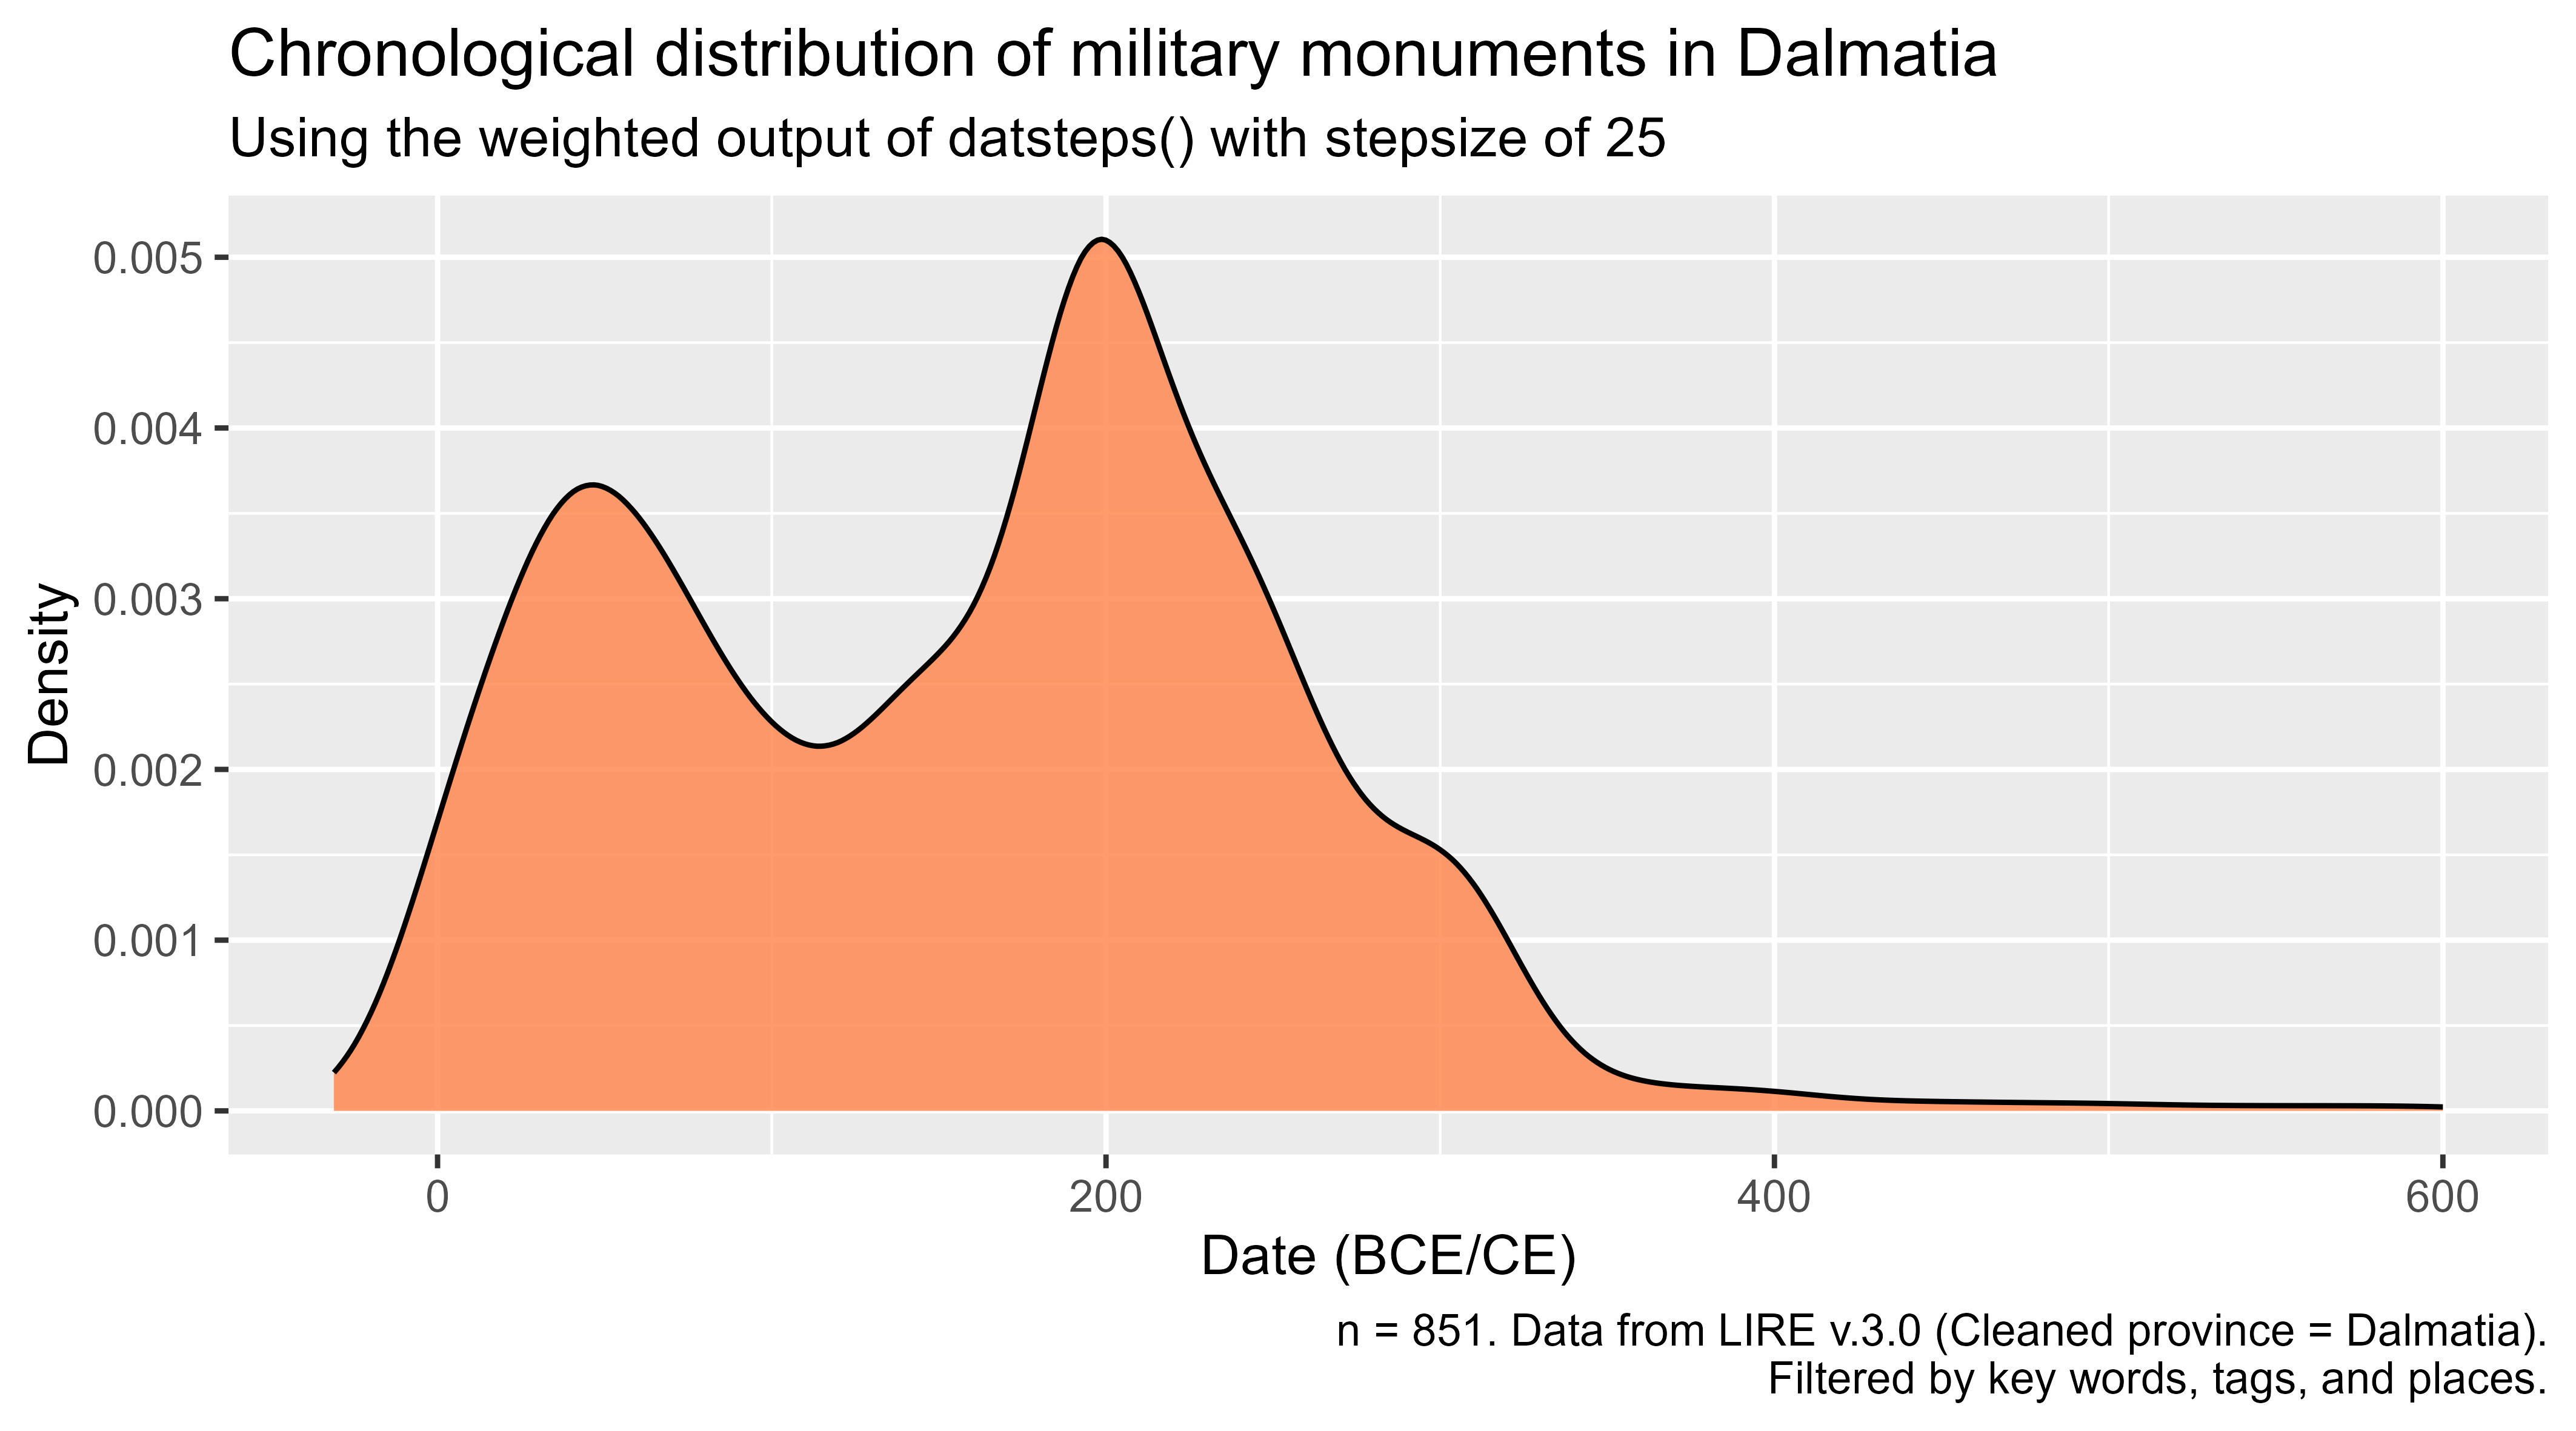 Chronological distribution of military monuments in Dalmatia
Using the weighted output of datsteps() with stepsize of 25
Density
0.005
0.004
0.003
0.002
0.001
0.000
0
200
400
600
Date (BCE/CE)
n = 851. Data from LIRE v.3.0 (Cleaned province = Dalmatia).
Filtered by key words, tags, and places.